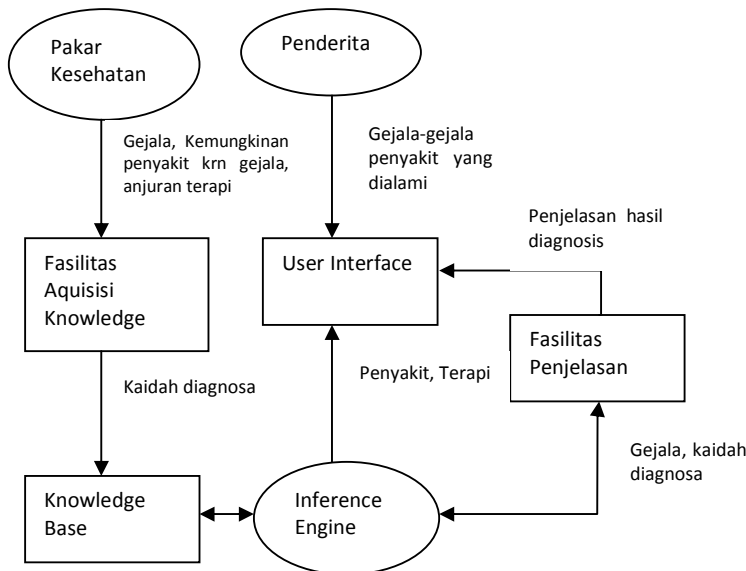 Pakar
Kesehatan
Penderita
Gejala, Kemungkinan
penyakit krn gejala,
anjuran terapi
Gejala-gejala
penyakit yang
dialami
Penjelasan hasil
diagnosis
Fasilitas
Aquisisi
Knowledge
User Interface
Fasilitas
Penjelasan
Kaidah diagnosa
Penyakit, Terapi
Gejala, kaidah
diagnosa
Knowledge
Base
Inference
Engine